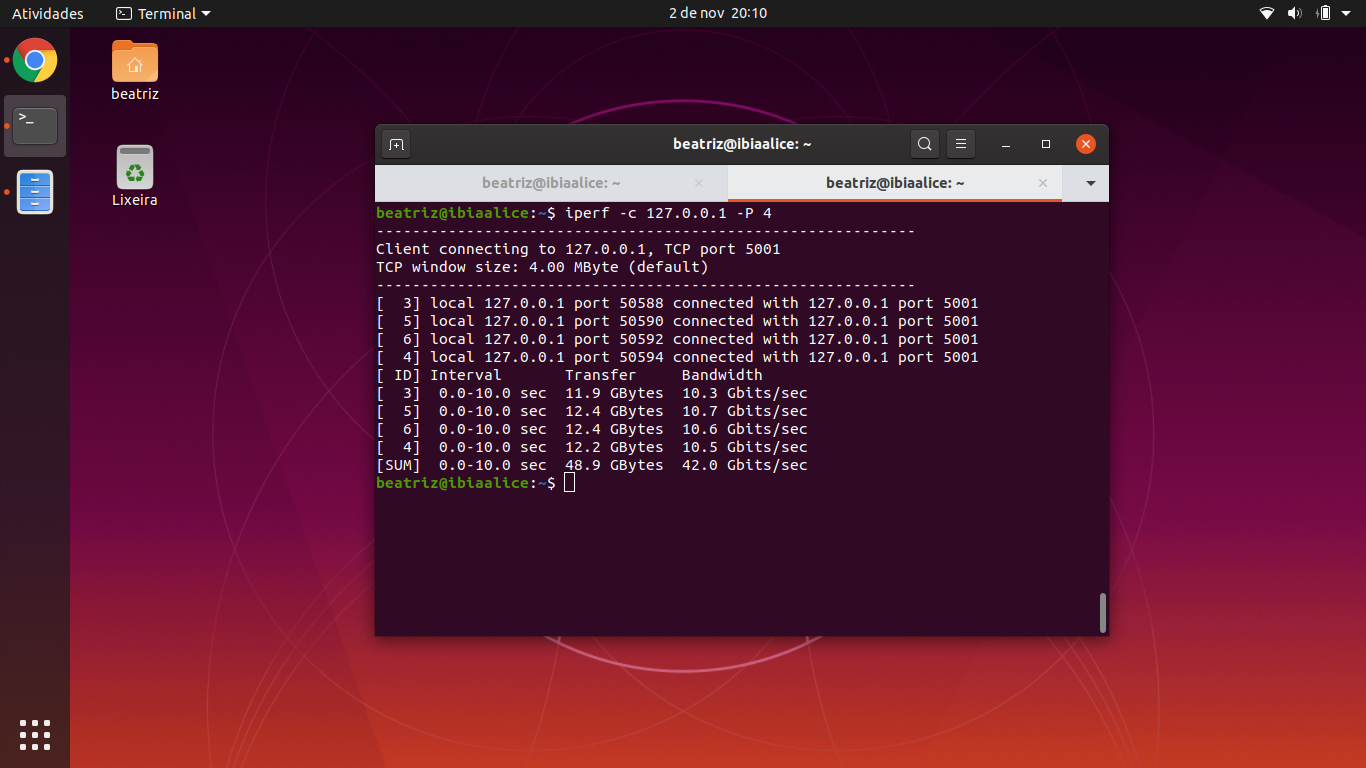 Atividades
Terminal
2 de nov 20:10
beatriz
Lixeira
beatriz@ibiaalice: ~
beatriz@ibiaalice: ~
beatriz@ibiaalice: ~
beatriz@ibiaalice:~$ iperf -c 127.0.0.1 -P 4
------------------------------------------------------------
Client connecting to 127.0.0.1, TCP port 5001
TCP window size: 4.00 MByte (default)
------------------------------------------------------------
[  3] local 127.0.0.1 port 50588 connected with 127.0.0.1 port 5001
[  5] local 127.0.0.1 port 50590 connected with 127.0.0.1 port 5001
[  6] local 127.0.0.1 port 50592 connected with 127.0.0.1 port 5001
[  4] local 127.0.0.1 port 50594 connected with 127.0.0.1 port 5001
[ ID] Interval       Transfer     Bandwidth
[  3]  0.0-10.0 sec  11.9 GBytes  10.3 Gbits/sec
[  5]  0.0-10.0 sec  12.4 GBytes  10.7 Gbits/sec
[  6]  0.0-10.0 sec  12.4 GBytes  10.6 Gbits/sec
[  4]  0.0-10.0 sec  12.2 GBytes  10.5 Gbits/sec
[SUM]  0.0-10.0 sec  48.9 GBytes  42.0 Gbits/sec
beatriz@ibiaalice:~$